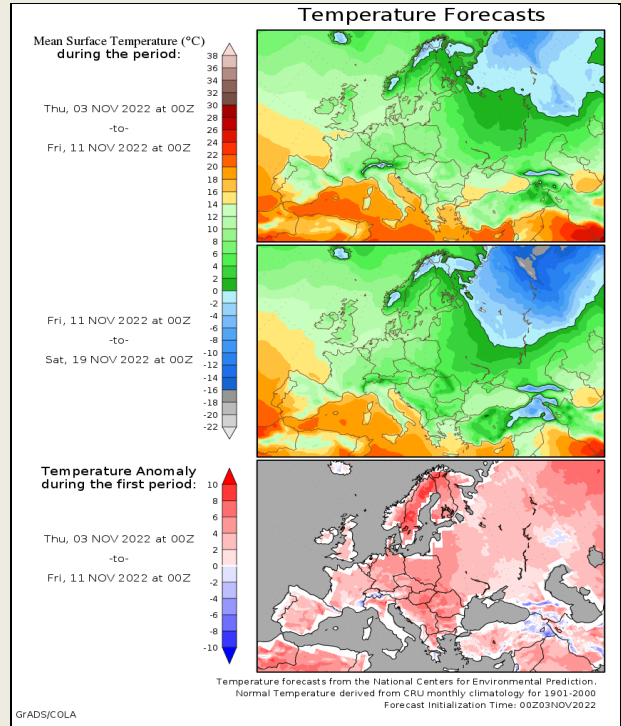 Temperature Forecasts
Mean Surface Temperature (°C)
during the period:
Thu, 03 NOV 2022 at 00Z
-to-
Fri, 11 NOV 2022 at 00Z
38
36
34
32
30
28
26
24
22
20
18
16
14
12
10
8
6
4
2
0
-2
-4
-6
-8
-10
-12
-14
-16
-18
-20
-22
Fri, 11 NOV 2022 at 00Z
-to-
Sat, 19 NOV 2022 at 00Z
Temperature Anomaly
during the first period:
Thu, 03 NOV 2022 at 00Z
-to-
Fri, 11 NOV 2022 at 00Z
10
8
6
4
2
0
-2
-4
-6
-8
-10
Temperature forecasts from the National Centers for Environmental Prediction.
Normal Temperature derived from CRU monthly climatology for 1901-2000
Forecast Initialization Time: 00Z03NOV2022
GrADS/COLA